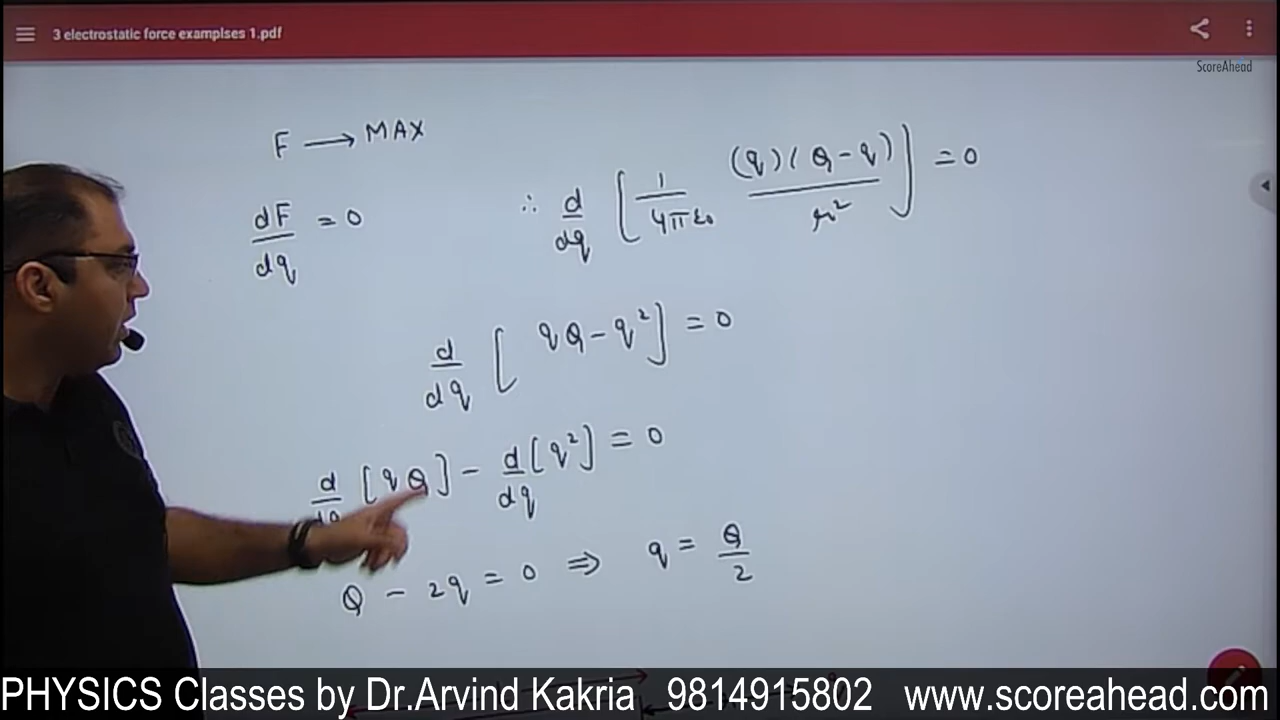 3 electrostatic force examplses 1.pdf
ScoreAhead
F → MAX
dF/dq = 0
∴ d/dq [1/4πε₀ (q)(Q-q)/r²] = 0
d/dq [qQ - q²] = 0
d/dq [qQ] - d/dq [q²] = 0
Q - 2q = 0 ⇒ q = Q/2
PHYSICS Classes by Dr.Arvind Kakria 9814915802 www.scoreahead.com